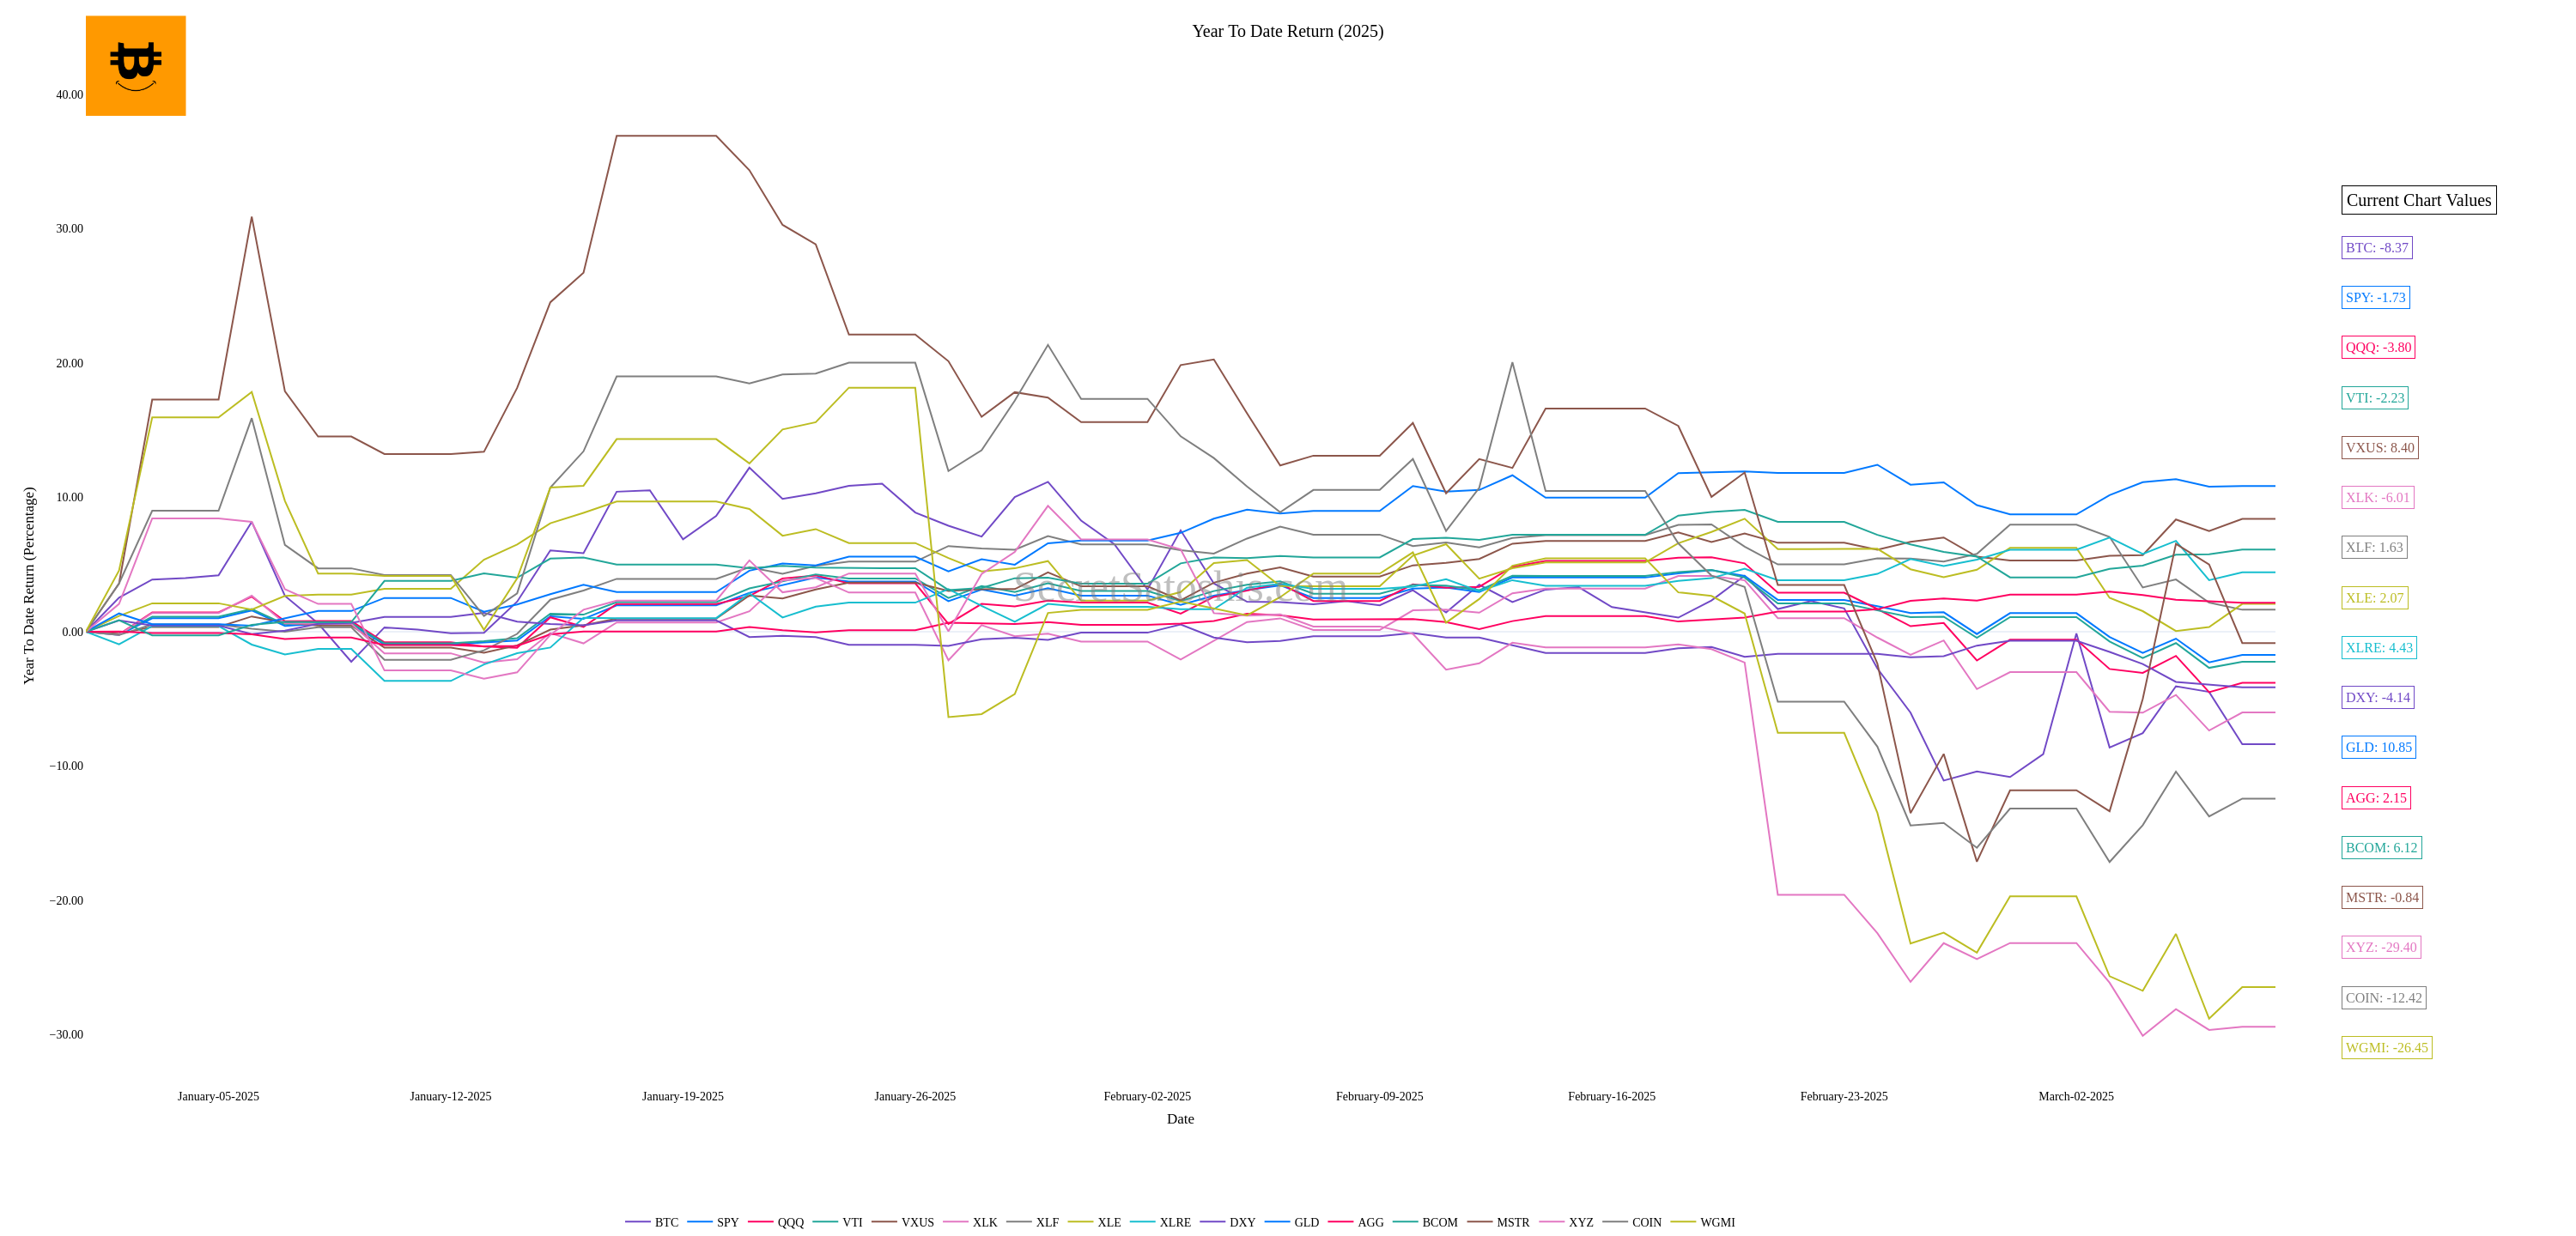 Year To Date Return (2025)
40.00
30.00
20.00
10.00
0.00
−10.00
−20.00
−30.00
Year To Date Return (Percentage)
SecretSatoshis.com
Current Chart Values
BTC: -8.37
SPY: -1.73
QQQ: -3.80
VTI: -2.23
VXUS: 8.40
XLK: -6.01
XLF: 1.63
XLE: 2.07
XLRE: 4.43
DXY: -4.14
GLD: 10.85
AGG: 2.15
BCOM: 6.12
MSTR: -0.84
XYZ: -29.40
COIN: -12.42
WGMI: -26.45
January-05-2025 January-12-2025 January-19-2025 January-26-2025 February-02-2025 February-09-2025 February-16-2025 February-23-2025 March-02-2025
Date
BTC SPY QQQ VTI VXUS XLK XLF XLE XLRE DXY GLD AGG BCOM MSTR XYZ COIN WGMI